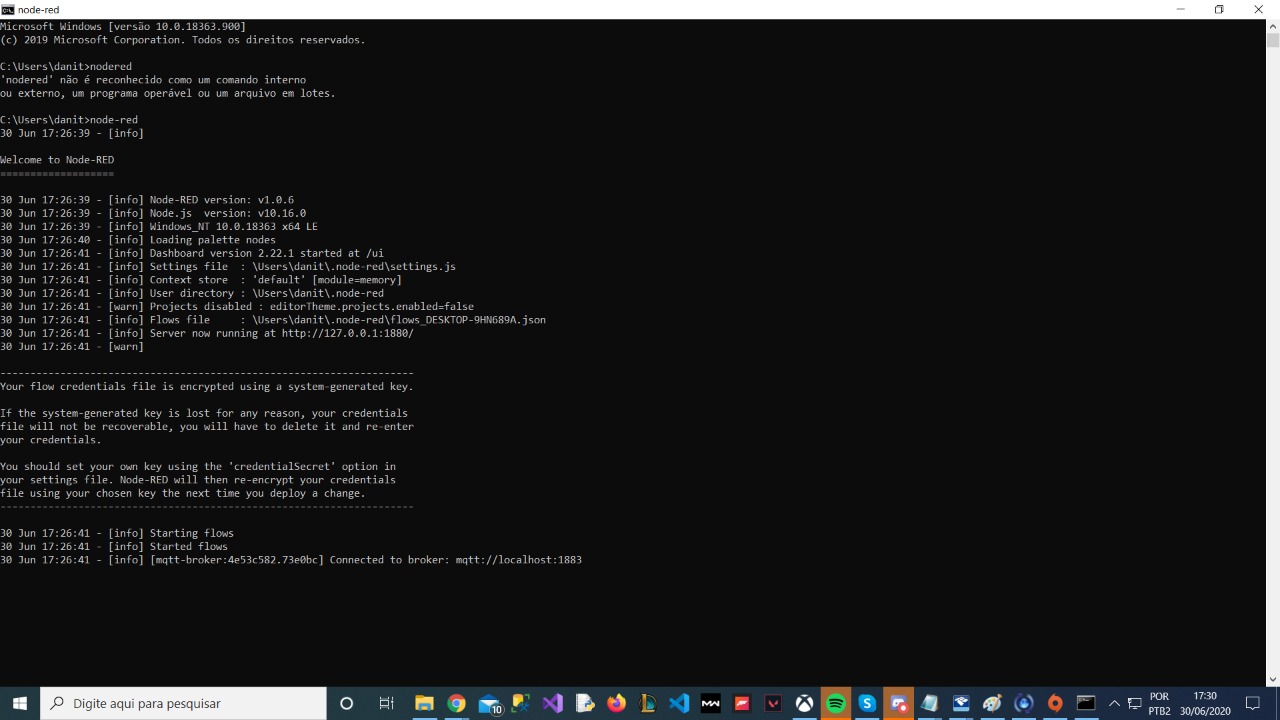 node-red
Microsoft Windows [versão 10.0.18363.900]
(c) 2019 Microsoft Corporation. Todos os direitos reservados.
C:\Users\danit>nodered
'nodered' não é reconhecido como um comando interno
ou externo, um programa operável ou um arquivo em lotes.
C:\Users\danit>node-red
30 Jun 17:26:39 - [info]
Welcome to Node-RED
===================
30 Jun 17:26:39 - [info] Node-RED version: v1.0.6
30 Jun 17:26:39 - [info] Node.js  version: v10.16.0
30 Jun 17:26:39 - [info] Windows_NT 10.0.18363 x64 LE
30 Jun 17:26:40 - [info] Loading palette nodes
30 Jun 17:26:41 - [info] Dashboard version 2.22.1 started at /ui
30 Jun 17:26:41 - [info] Settings file  : \Users\danit\.node-red\settings.js
30 Jun 17:26:41 - [info] Context store  : 'default' [module=memory]
30 Jun 17:26:41 - [info] User directory : \Users\danit\.node-red
30 Jun 17:26:41 - [warn] Projects disabled : editorTheme.projects.enabled=false
30 Jun 17:26:41 - [info] Flows file     : \Users\danit\.node-red\flows_DESKTOP-9HN689A.json
30 Jun 17:26:41 - [info] Server now running at http://127.0.0.1:1880/
30 Jun 17:26:41 - [warn]
---------------------------------------------------------------------
Your flow credentials file is encrypted using a system-generated key.
If the system-generated key is lost for any reason, your credentials
file will not be recoverable, you will have to delete it and re-enter
your credentials.
You should set your own key using the 'credentialSecret' option in
your settings file. Node-RED will then re-encrypt your credentials
file using your chosen key the next time you deploy a change.
---------------------------------------------------------------------
30 Jun 17:26:41 - [info] Starting flows
30 Jun 17:26:41 - [info] Started flows
30 Jun 17:26:41 - [info] [mqtt-broker:4e53c582.73e0bc] Connected to broker: mqtt://localhost:1883
Digite aqui para pesquisar
10
MW
POR
PTB2
17:30
30/06/2020